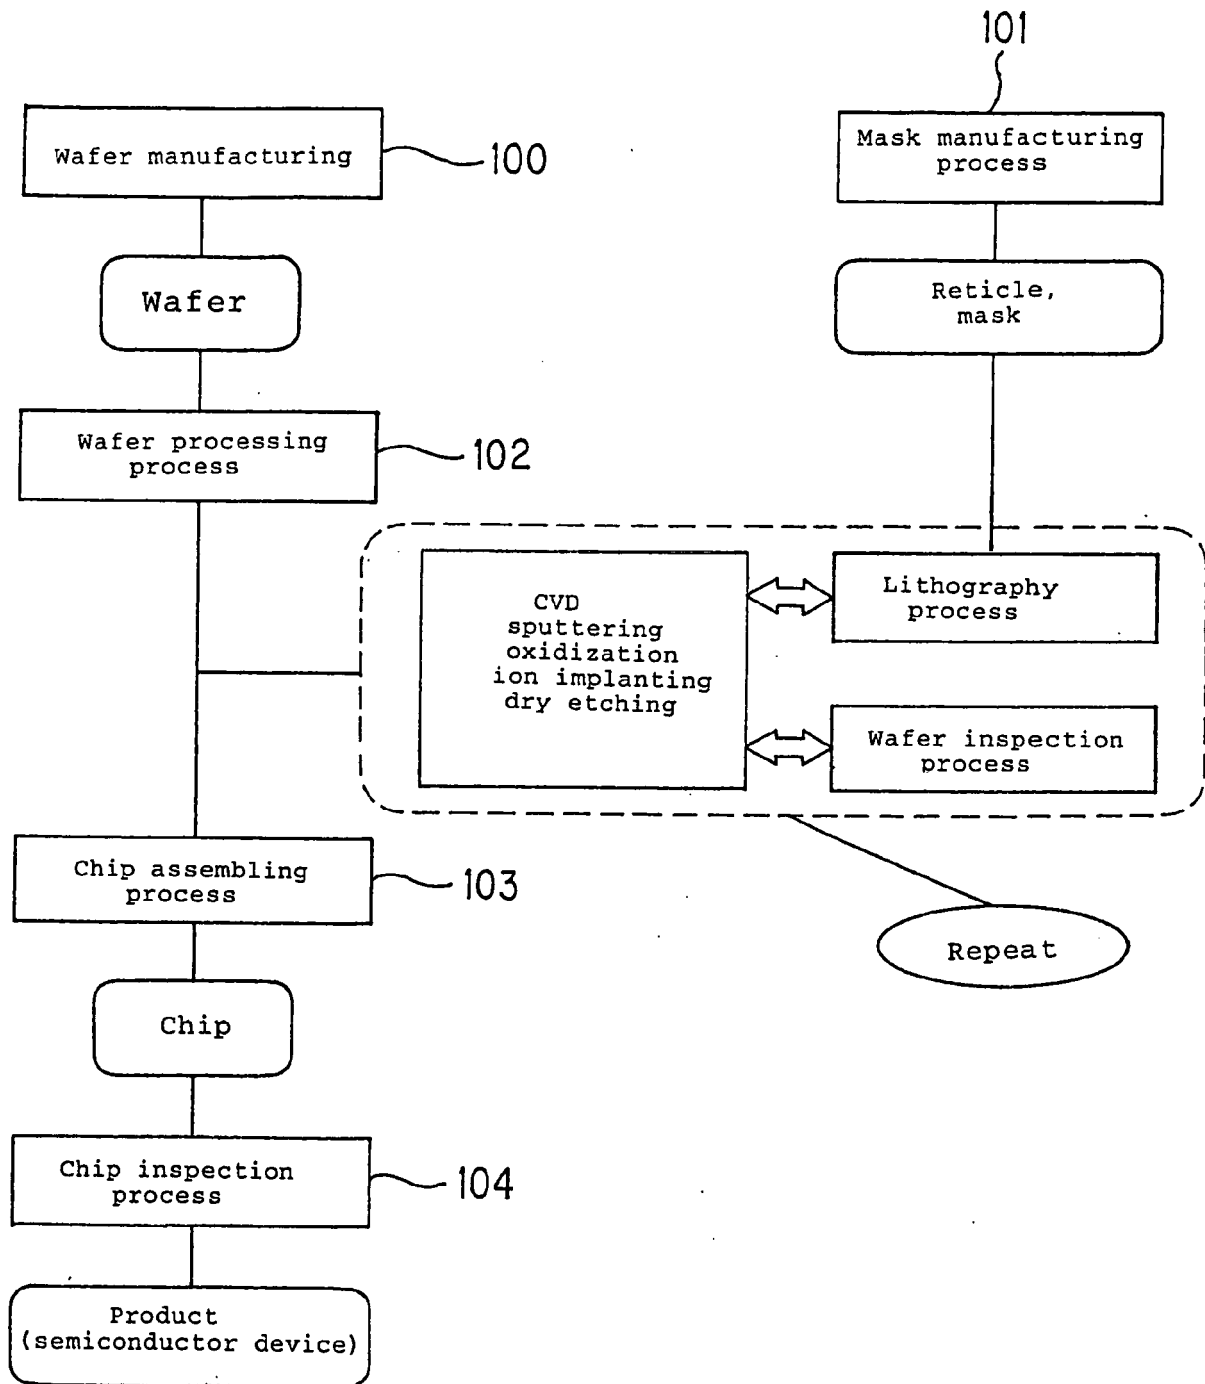 101
Wafer manufacturing
100
Mask manufacturing
process
Wafer
Reticle,
mask
Wafer processing
process
102
CVD
sputtering
oxidization
ion implanting
dry etching
Lithography
process
Wafer inspection
process
Chip assembling
process
103
Repeat
Chip
Chip inspection
process
104
Product
(semiconductor device)